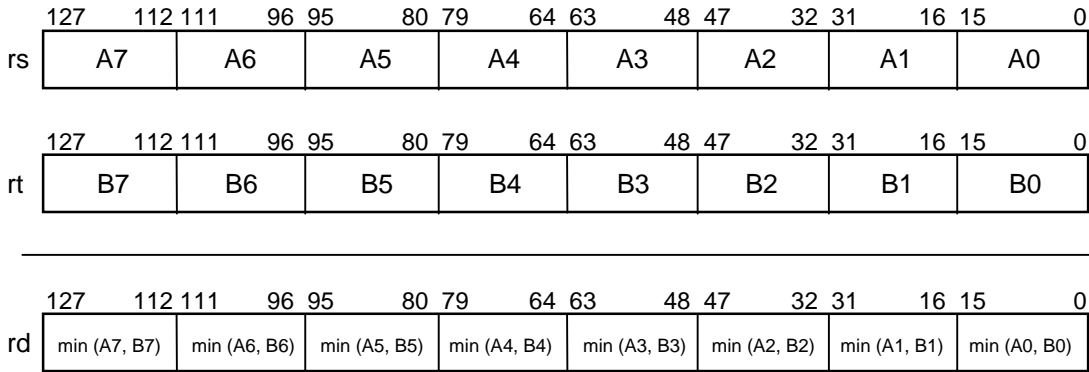 127 112 111 96 95 80 79 64 63 48 47 32 31 16 15 0
rs A7 A6 A5 A4 A3 A2 A1 A0
127 112 111 96 95 80 79 64 63 48 47 32 31 16 15 0
rt B7 B6 B5 B4 B3 B2 B1 B0
127 112 111 96 95 80 79 64 63 48 47 32 31 16 15 0
rd min (A7, B7) min (A6, B6) min (A5, B5) min (A4, B4) min (A3, B3) min (A2, B2) min (A1, B1) min (A0, B0)